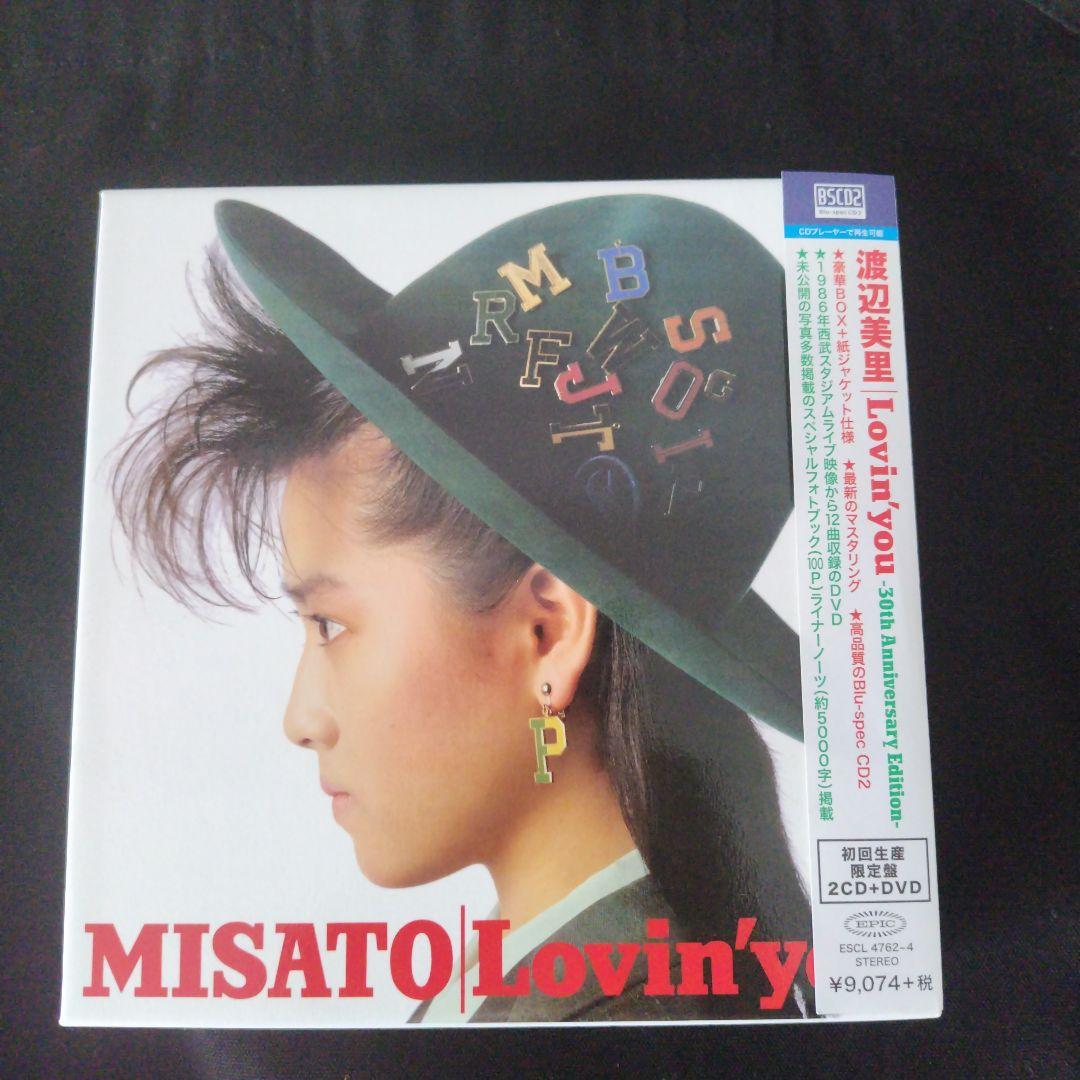 MISATO|Lovin'yo
M
B
R
S
N
F
J
O
G
I
P
BSCD2
Blu-spec CD2
CDプレーヤーで再生可能
渡辺美里|Lovin'you -30th Anniversary Edition-
★豪華BOX+紙ジャケット仕様 ★最新のマスタリング ★高品質のBlu-spec CD2
★1986年西武スタジアムライブ映像から12曲収録のDVD
★未公開の写真多数掲載のスペシャルフォトブック(100P)ライナーノーツ(約5000字)掲載
初回生産
限定盤
2CD+DVD
EPIC
ESCL 4762-4
STEREO
¥9,074+税